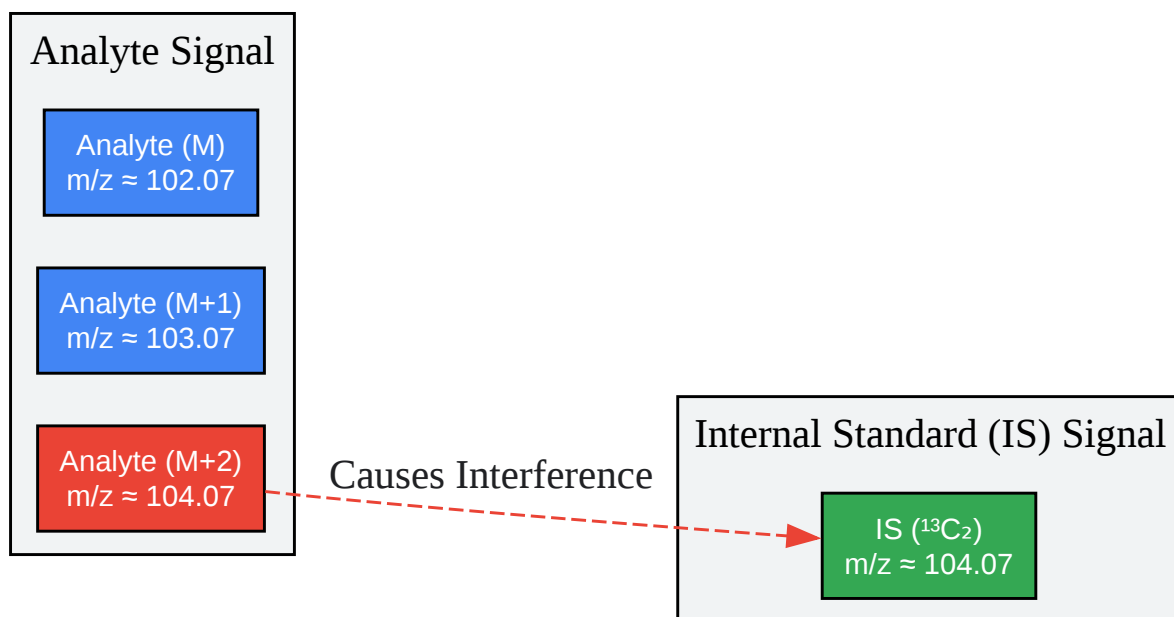 Analyte Signal
Analyte (M)
m/z ≈ 102.07
Analyte (M+1)
m/z ≈ 103.07
Analyte (M+2)
m/z ≈ 104.07
Causes Interference
Internal Standard (IS) Signal
IS (¹³C₂)
m/z ≈ 104.07